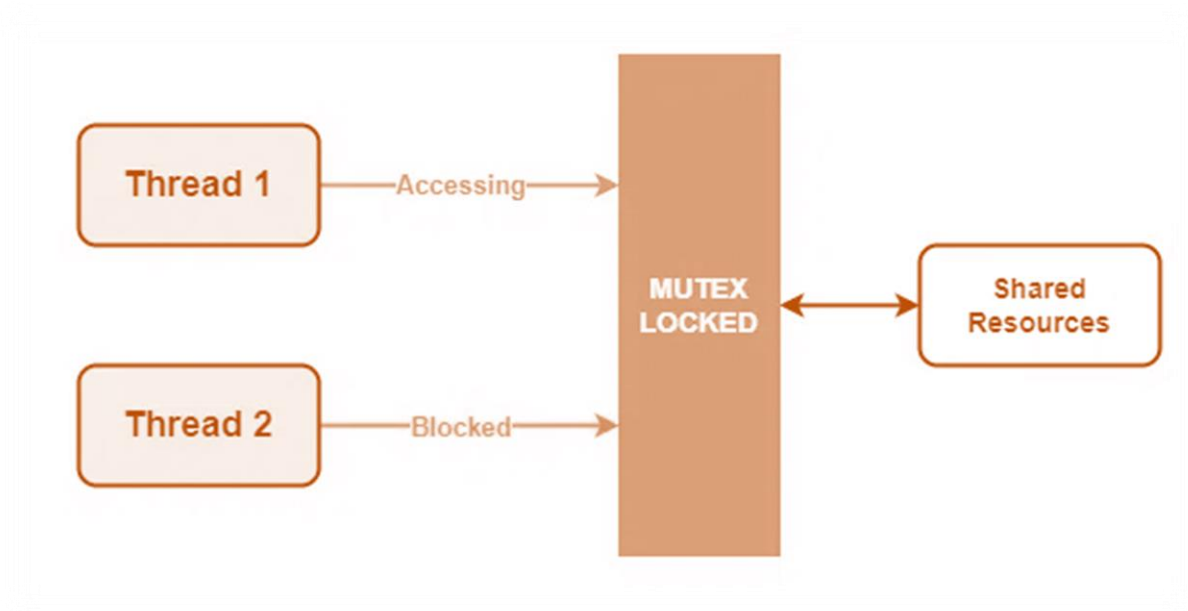 Thread 1
Accessing
MUTEX
LOCKED
Shared
Resources
Thread 2
Blocked